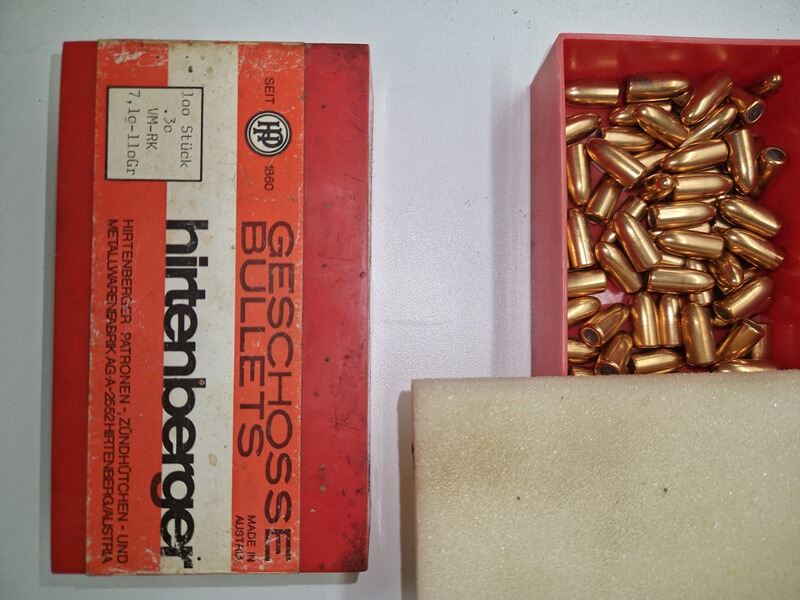 100 Stück
.30
VM-RK
7,1g-110Gr
SEIT HP 1860
GESCHOSSE
BULLETS
MADE IN
AUSTRIA
hirtenberger
HIRTENBERGER PATRONEN-, ZÜNDHÜTCHEN- UND
METALLWARENFABRIK AG·A-2552 HIRTENBERG/AUSTRIA